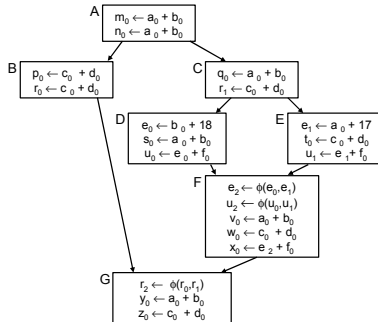 A
m₀ ← a₀ + b₀
n₀ ← a₀ + b₀
B
p₀ ← c₀ + d₀
r₀ ← c₀ + d₀
C
q₀ ← a₀ + b₀
r₁ ← c₀ + d₀
D
e₀ ← b₀ + 18
s₀ ← a₀ + b₀
u₀ ← e₀ + f₀
E
e₁ ← a₀ + 17
t₀ ← c₀ + d₀
u₁ ← e₁ + f₀
F
e₂ ← ϕ(e₀,e₁)
u₂ ← ϕ(u₀,u₁)
v₀ ← a₀ + b₀
w₀ ← c₀ + d₀
x₀ ← e₂ + f₀
G
r₂ ← ϕ(r₀,r₁)
y₀ ← a₀ + b₀
z₀ ← c₀ + d₀